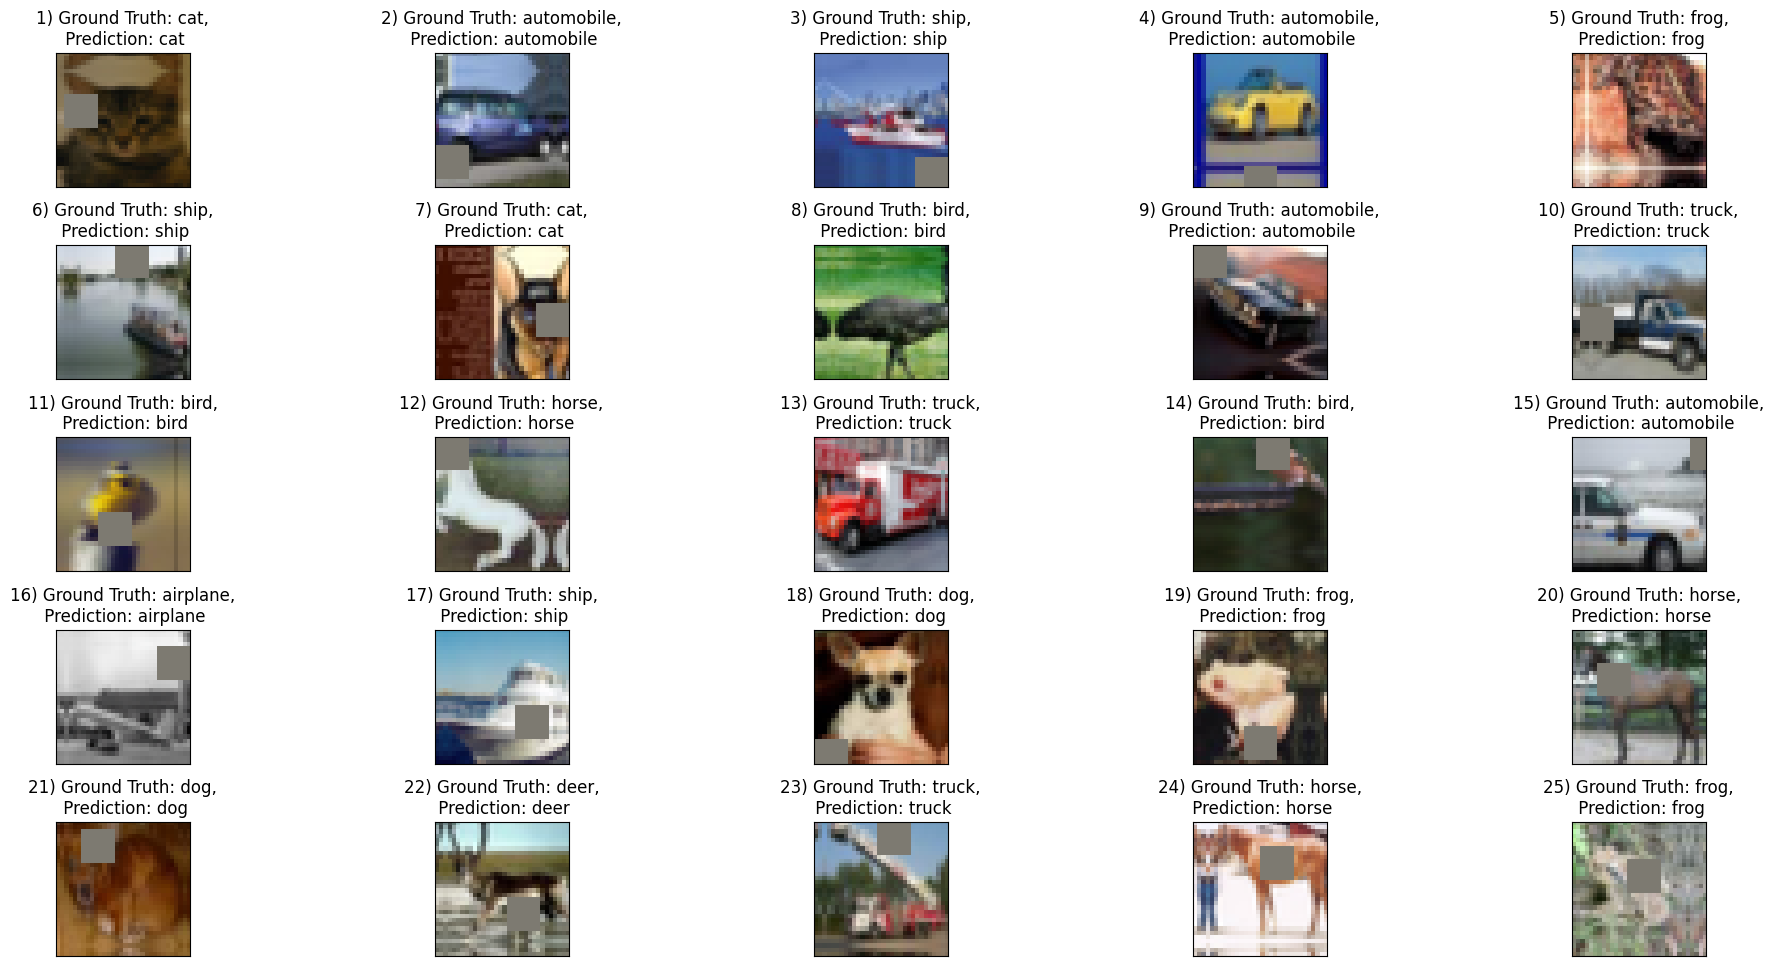 1) Ground Truth: cat,
Prediction: cat
2) Ground Truth: automobile,
Prediction: automobile
3) Ground Truth: ship,
Prediction: ship
4) Ground Truth: automobile,
Prediction: automobile
5) Ground Truth: frog,
Prediction: frog
6) Ground Truth: ship,
Prediction: ship
7) Ground Truth: cat,
Prediction: cat
8) Ground Truth: bird,
Prediction: bird
9) Ground Truth: automobile,
Prediction: automobile
10) Ground Truth: truck,
Prediction: truck
11) Ground Truth: bird,
Prediction: bird
12) Ground Truth: horse,
Prediction: horse
13) Ground Truth: truck,
Prediction: truck
14) Ground Truth: bird,
Prediction: bird
15) Ground Truth: automobile,
Prediction: automobile
16) Ground Truth: airplane,
Prediction: airplane
17) Ground Truth: ship,
Prediction: ship
18) Ground Truth: dog,
Prediction: dog
19) Ground Truth: frog,
Prediction: frog
20) Ground Truth: horse,
Prediction: horse
21) Ground Truth: dog,
Prediction: dog
22) Ground Truth: deer,
Prediction: deer
23) Ground Truth: truck,
Prediction: truck
24) Ground Truth: horse,
Prediction: horse
25) Ground Truth: frog,
Prediction: frog